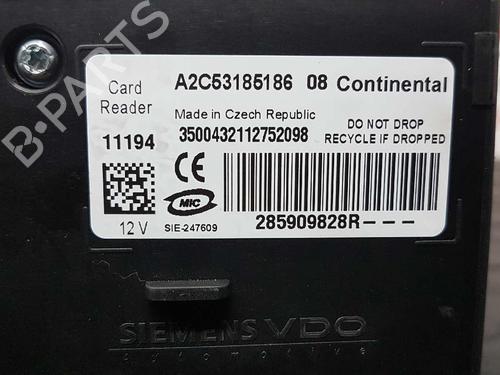 B-PARTS
Card Reader
A2C53185186 08 Continental
Made in Czech Republic
11194
3500432112752098
DO NOT DROP
RECYCLE IF DROPPED
CE
MIC
12 V
SIE-247609
285909828R---
SIEMENS VDO
Automotive